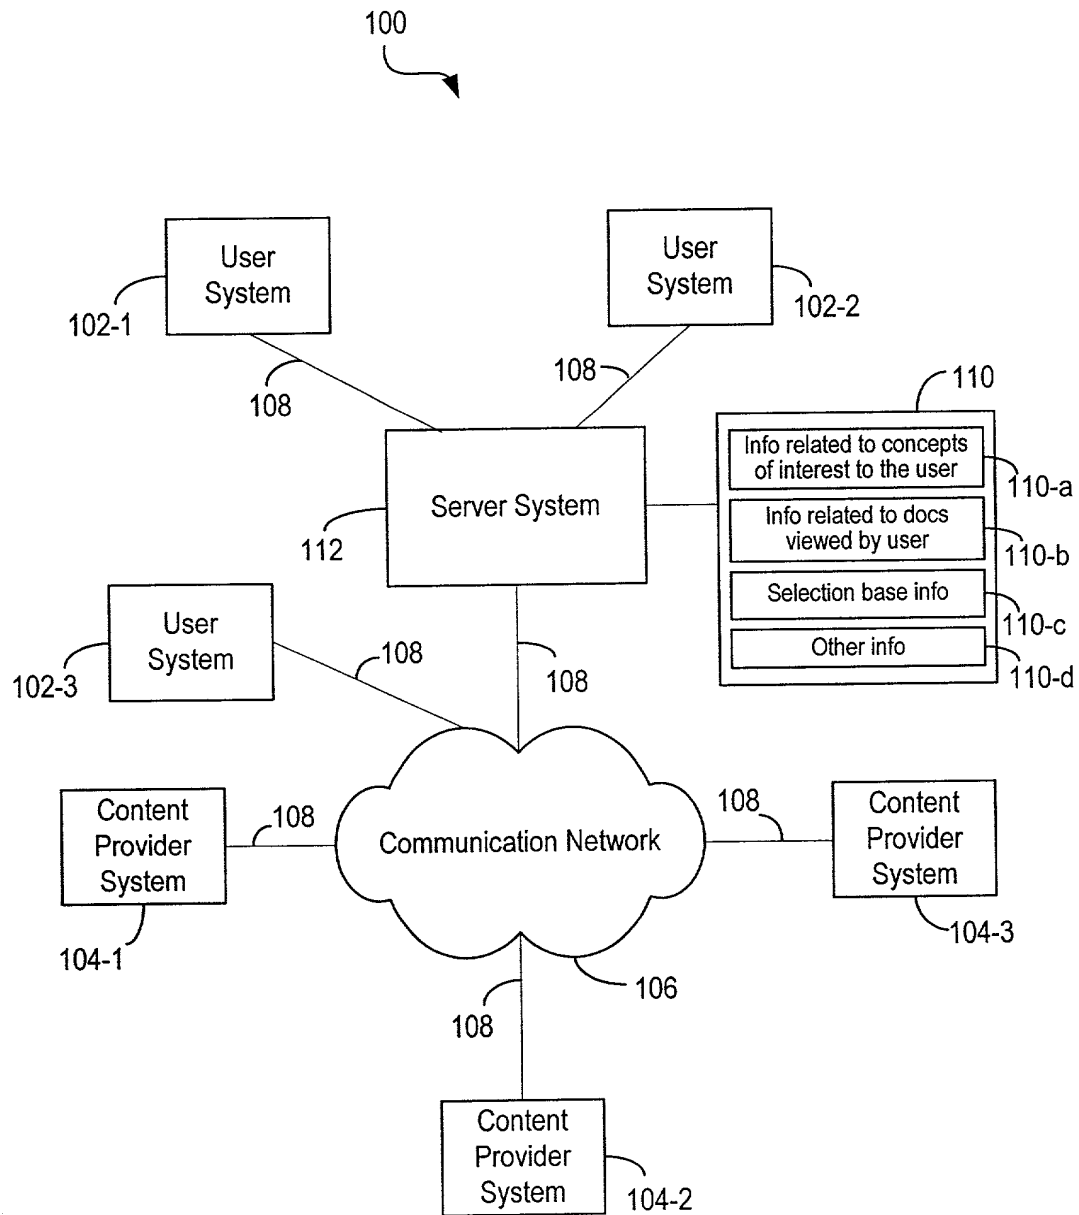 100
User
System
102-1
User
System
102-2
108
108
110
Info related to concepts
of interest to the user
110-a
Server System
112
Info related to docs
viewed by user
110-b
Selection base info
110-c
Other info
110-d
User
System
102-3
108
108
Content
Provider
System
104-1
108
Communication Network
108
Content
Provider
System
104-3
106
108
Content
Provider
System
104-2